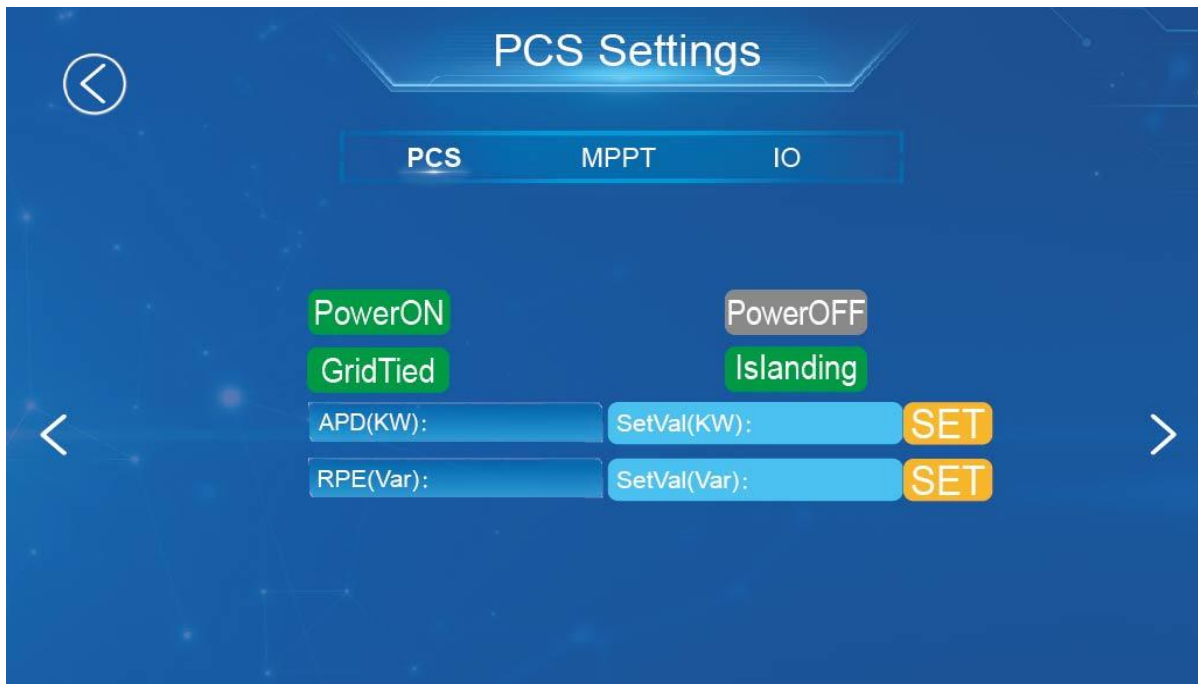 PCS Settings
PCS MPPT IO
PowerON PowerOFF
GridTied Islanding
APD(KW): SetVal(KW): SET
RPE(Var): SetVal(Var): SET